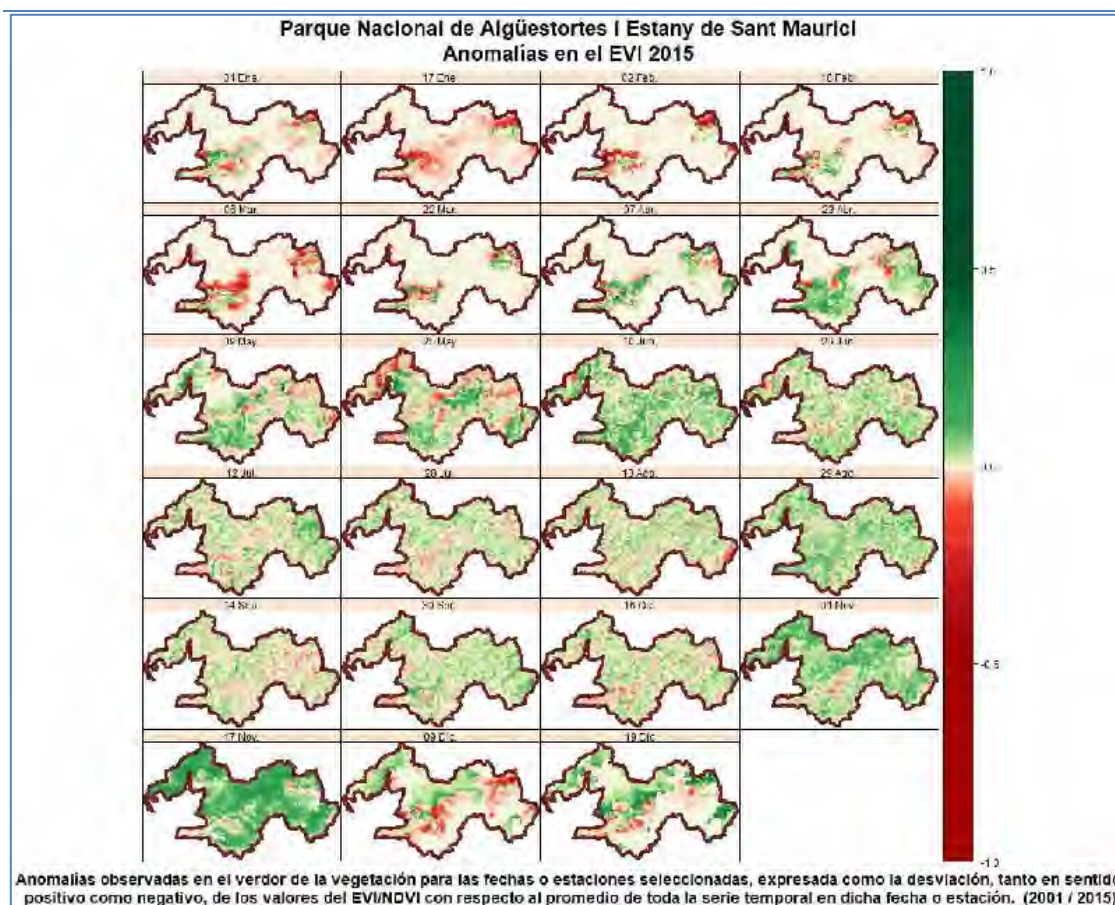 Parque Nacional de Aigüestortes i Estany de Sant Maurici
Anomalías en el EVI 2015
01 Ene. 17 Ene. 02 Feb. 18 Feb.
06 Mar. 22 Mar. 07 Abr. 23 Abr.
09 May. 25 May. 10 Jun. 26 Jun.
12 Jul. 28 Jul. 13 Ago. 29 Ago.
14 Sep. 30 Sep. 16 Oct. 01 Nov.
17 Nov. 09 Dic. 19 Dic.
1.0
0.5
0.0
-0.5
-1.0
Anomalías observadas en el verdor de la vegetación para las fechas o estaciones seleccionadas, expresada como la desviación, tanto en sentido
positivo como negativo, de los valores del EVI/NDVI con respecto al promedio de toda la serie temporal en dicha fecha o estación. (2001 / 2015)